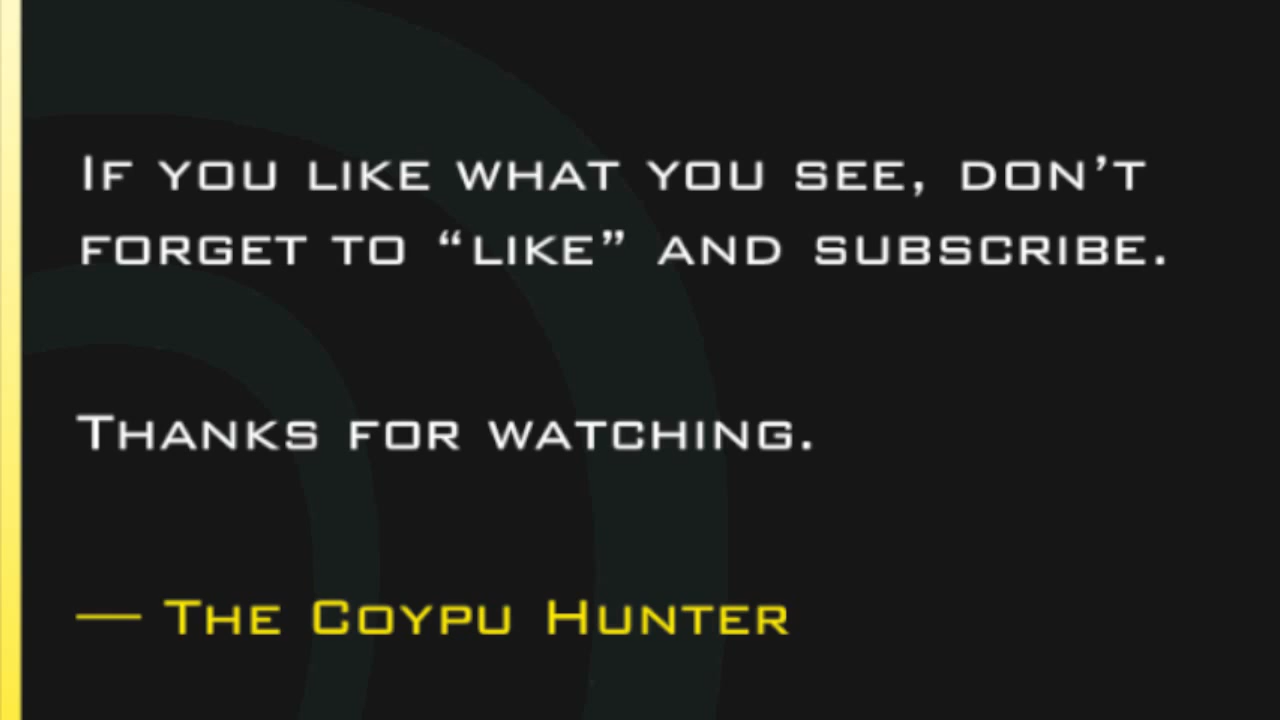 If you like what you see, don’t
forget to “like” and subscribe.
Thanks for watching.
— The Coypu Hunter